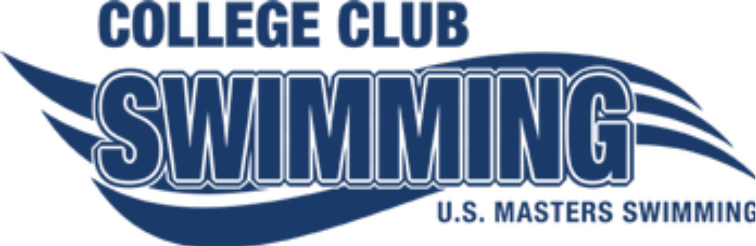 COLLEGE CLUB
SWIMMING
U.S. MASTERS SWIMMING